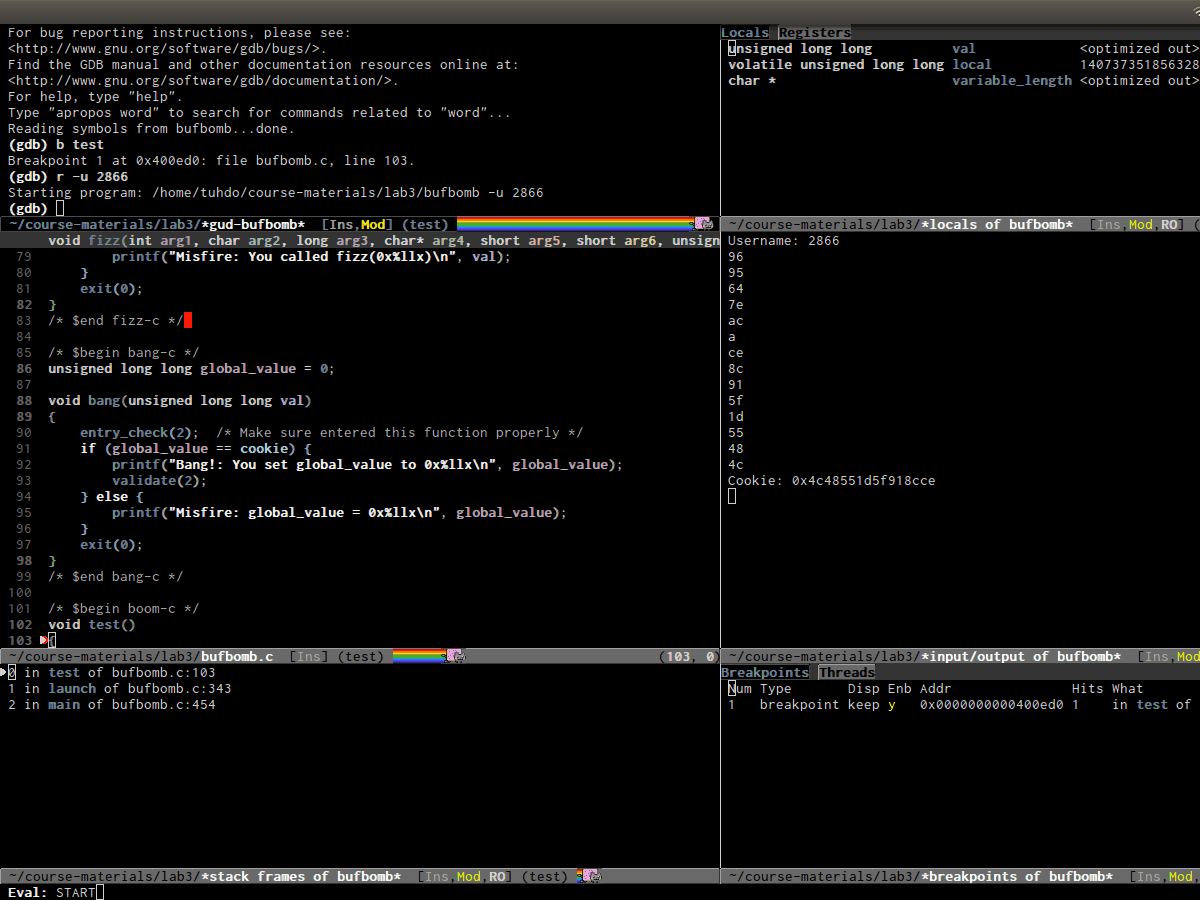 For bug reporting instructions, please see:
<http://www.gnu.org/software/gdb/bugs/>.
Find the GDB manual and other documentation resources online at:
<http://www.gnu.org/software/gdb/documentation/>.
For help, type "help".
Type "apropos word" to search for commands related to "word"...
Reading symbols from bufbomb...done.
(gdb) b test
Breakpoint 1 at 0x400ed0: file bufbomb.c, line 103.
(gdb) r -u 2866
Starting program: /home/tuhdo/course-materials/lab3/bufbomb -u 2866
(gdb)
~/course-materials/lab3/*gud-bufbomb*  [Ins,Mod] (test)
Locals Registers
unsigned long long          val          <optimized out>
volatile unsigned long long local        140737351856328
char *                      variable_length <optimized out>
~/course-materials/lab3/*locals of bufbomb*  [Ins,Mod,RO] (
void fizz(int arg1, char arg2, long arg3, char* arg4, short arg5, short arg6, unsign
79         printf("Misfire: You called fizz(0x%llx)\n", val);
80     }
81     exit(0);
82 }
83 /* $end fizz-c */
84
85 /* $begin bang-c */
86 unsigned long long global_value = 0;
87
88 void bang(unsigned long long val)
89 {
90     entry_check(2);  /* Make sure entered this function properly */
91     if (global_value == cookie) {
92         printf("Bang!: You set global_value to 0x%llx\n", global_value);
93         validate(2);
94     } else {
95         printf("Misfire: global_value = 0x%llx\n", global_value);
96     }
97     exit(0);
98 }
99 /* $end bang-c */
100
101 /* $begin boom-c */
102 void test()
103 {
~/course-materials/lab3/bufbomb.c  [Ins] (test)  (103, 0)
Username: 2866
96
95
64
7e
ac
a
ce
8c
91
5f
1d
55
48
4c
Cookie: 0x4c48551d5f918cce
~/course-materials/lab3/*input/output of bufbomb*  [Ins,Mod
0 in test of bufbomb.c:103
1 in launch of bufbomb.c:343
2 in main of bufbomb.c:454
~/course-materials/lab3/*stack frames of bufbomb*  [Ins,Mod,RO] (test)
Breakpoints Threads
Num Type       Disp Enb Addr               Hits What
1   breakpoint keep y   0x0000000000400ed0 1    in test of
~/course-materials/lab3/*breakpoints of bufbomb*  [Ins,Mod,
Eval: START